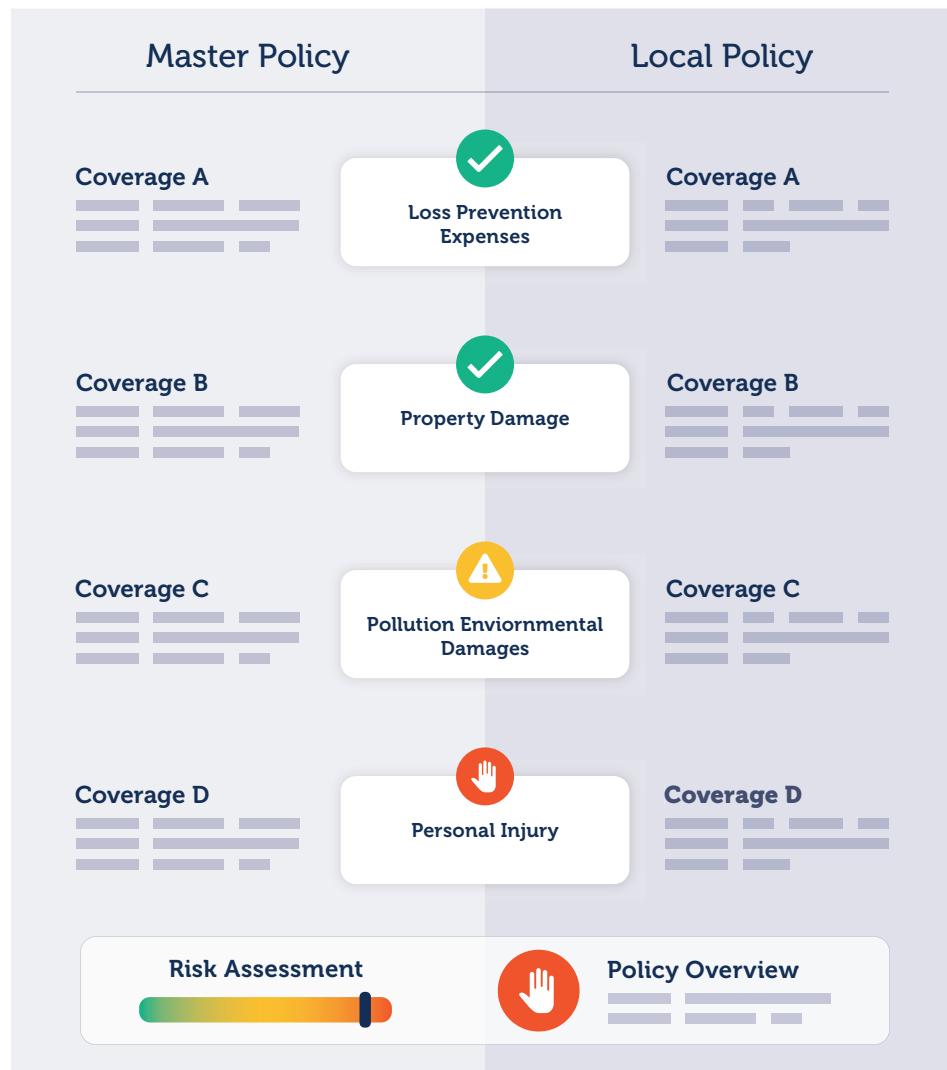 Master Policy
Local Policy
Coverage A
Loss Prevention
Expenses
Coverage A
Coverage B
Property Damage
Coverage B
Coverage C
Pollution Enviornmental
Damages
Coverage C
Coverage D
Personal Injury
Coverage D
Risk Assessment
Policy Overview